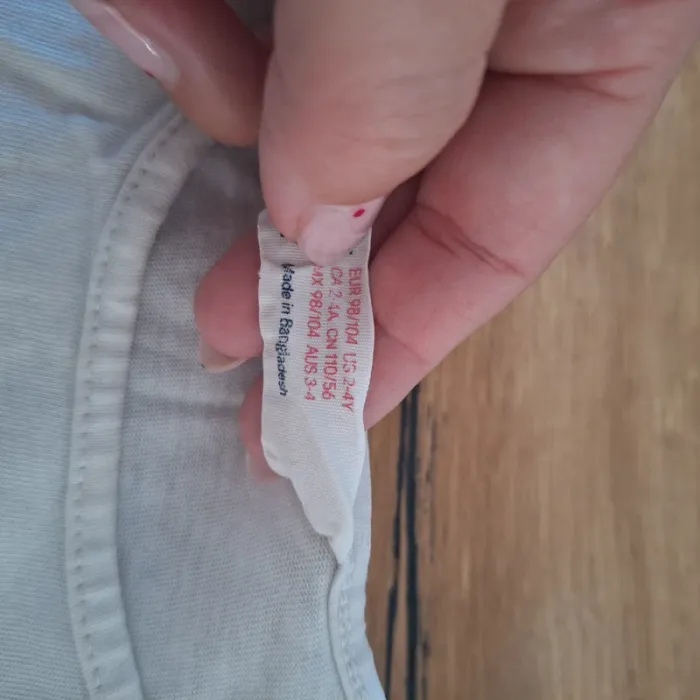 EUR 98/104 US 2-4Y
CA 2-4A CN 110/56
MX 98/104 AUS 3-4
Made in Bangladesh